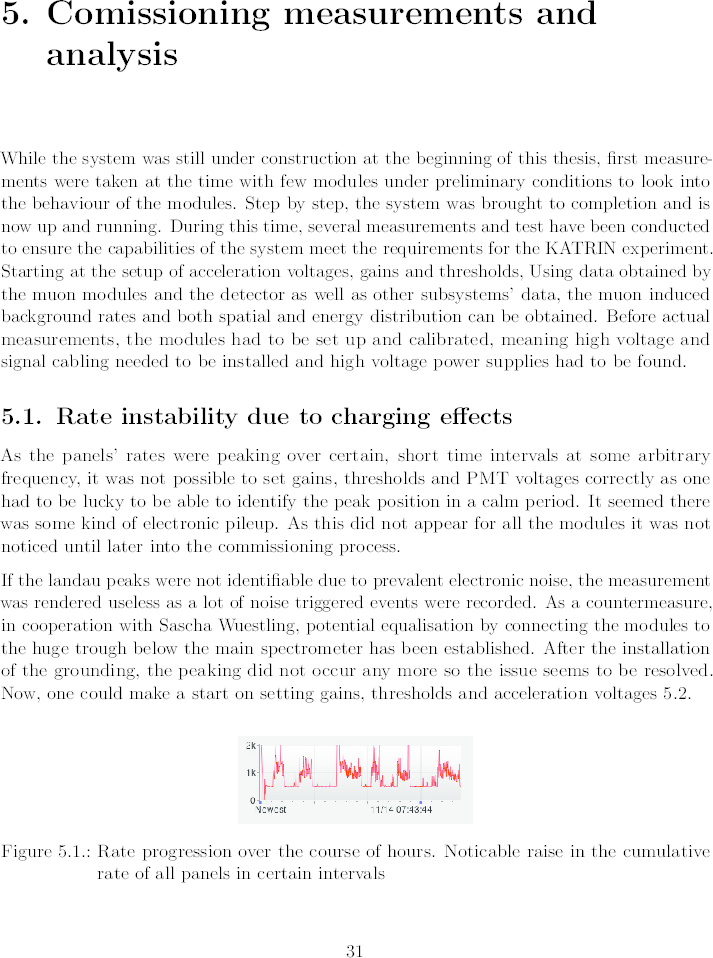 5. Comissioning measurements and
analysis
While the system was still under construction at the beginning of this thesis, first measure-
ments were taken at the time with few modules under preliminary conditions to look into
the behaviour of the modules. Step by step, the system was brought to completion and is
now up and running. During this time, several measurements and test have been conducted
to ensure the capabilities of the system meet the requirements for the KATRIN experiment.
Starting at the setup of acceleration voltages, gains and thresholds, Using data obtained by
the muon modules and the detector as well as other subsystems' data, the muon induced
background rates and both spatial and energy distribution can be obtained. Before actual
measurements, the modules had to be set up and calibrated, meaning high voltage and
signal cabling needed to be installed and high voltage power supplies had to be found.
5.1. Rate instability due to charging effects
As the panels' rates were peaking over certain, short time intervals at some arbitrary
frequency, it was not possible to set gains, thresholds and PMT voltages correctly as one
had to be lucky to be able to identify the peak position in a calm period. It seemed there
was some kind of electronic pileup. As this did not appear for all the modules it was not
noticed until later into the commissioning process.
If the landau peaks were not identifiable due to prevalent electronic noise, the measurement
was rendered useless as a lot of noise triggered events were recorded. As a countermeasure,
in cooperation with Sascha Wuestling, potential equalisation by connecting the modules to
the huge trough below the main spectrometer has been established. After the installation
of the grounding, the peaking did not occur any more so the issue seems to be resolved.
Now, one could make a start on setting gains, thresholds and acceleration voltages 5.2.
2k
1k
0
Newest 11/14 07:43:44
Figure 5.1.: Rate progression over the course of hours. Noticable raise in the cumulative
rate of all panels in certain intervals
31